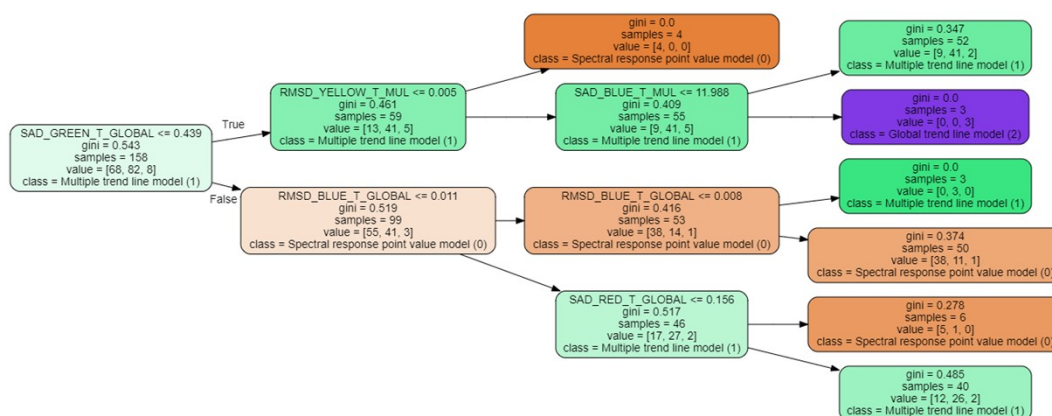 SAD_GREEN_T_GLOBAL <= 0.439
gini = 0.543
samples = 158
value = [68, 82, 8]
class = Multiple trend line model (1)
True
False
RMSD_YELLOW_T_MUL <= 0.005
gini = 0.461
samples = 59
value = [13, 41, 5]
class = Multiple trend line model (1)
RMSD_BLUE_T_GLOBAL <= 0.011
gini = 0.519
samples = 99
value = [55, 41, 3]
class = Spectral response point value model (0)
gini = 0.0
samples = 4
value = [4, 0, 0]
class = Spectral response point value model (0)
SAD_BLUE_T_MUL <= 11.988
gini = 0.409
samples = 55
value = [9, 41, 5]
class = Multiple trend line model (1)
RMSD_BLUE_T_GLOBAL <= 0.008
gini = 0.416
samples = 53
value = [38, 14, 1]
class = Spectral response point value model (0)
SAD_RED_T_GLOBAL <= 0.156
gini = 0.517
samples = 46
value = [17, 27, 2]
class = Multiple trend line model (1)
gini = 0.347
samples = 52
value = [9, 41, 2]
class = Multiple trend line model (1)
gini = 0.0
samples = 3
value = [0, 0, 3]
class = Global trend line model (2)
gini = 0.0
samples = 3
value = [0, 3, 0]
class = Multiple trend line model (1)
gini = 0.374
samples = 50
value = [38, 11, 1]
class = Spectral response point value model (0)
gini = 0.278
samples = 6
value = [5, 1, 0]
class = Spectral response point value model (0)
gini = 0.485
samples = 40
value = [12, 26, 2]
class = Multiple trend line model (1)